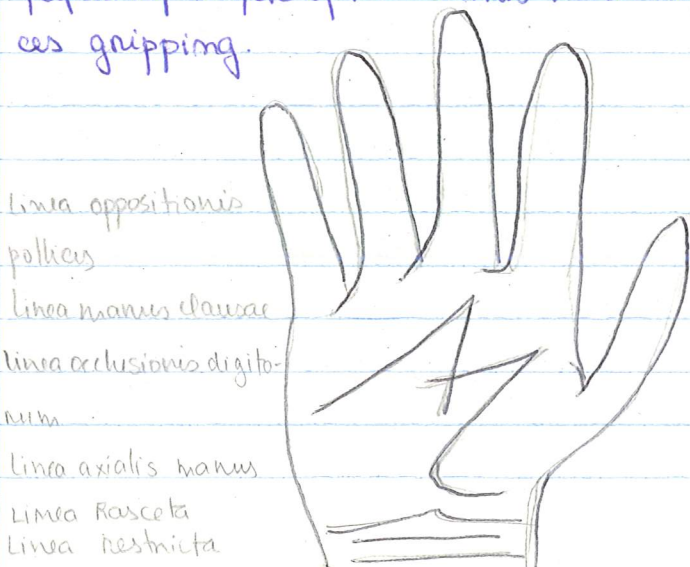 ces gripping.
Linea oppositionis
pollicis
Linea manus clausae
linea occlusionis digito-
rum
Linea axialis manus
Linea Rasceta
Linea Restricta